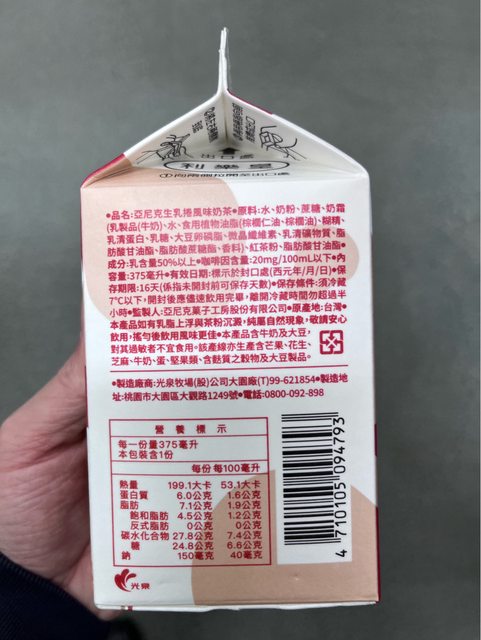 出口處
利樂皇
①向兩側拉開至出口處
●品名:亞尼克生乳捲風味奶茶●原料:水、奶粉、蔗糖、奶霜
(乳製品(牛奶)、水、食用植物油脂(棕櫚仁油、棕櫚油)、糊精、
乳清蛋白、乳糖、大豆卵磷脂、微晶纖維素、乳清礦物質、脂
肪酸甘油酯、脂肪酸蔗糖酯、香料)、紅茶粉、脂肪酸甘油酯●
成分:乳含量50%以上●咖啡因含量:20mg/100mL以下●內
容量:375毫升●有效日期:標示於封口處(西元年/月/日)●保
存期限:16天(係指未開封前可保存天數)●保存條件:須冷藏
7°C以下,開封後應儘速飲用完畢,離開冷藏時間勿超過半
小時●監製人:亞尼克菓子工房股份有限公司●原產地:台灣●
本產品如有乳脂上浮與茶粉沉澱,純屬自然現象,敬請安心
飲用,搖勻後飲用風味更佳●本產品含牛奶及大豆,
對其過敏者不宜食用。該產線亦生產含芒果、花生、
芝麻、牛奶、蛋、堅果類、含麩質之穀物及大豆製品。
●製造廠商:光泉牧場(股)公司大園廠(T)99-621854●製造地
址:桃園市大園區大觀路1249號●電話:0800-092-898
營養標示
每一份量375毫升
本包裝含1份
每份 每100毫升
熱量 199.1大卡 53.1大卡
蛋白質 6.0公克 1.6公克
脂肪 7.1公克 1.9公克
飽和脂肪 4.5公克 1.2公克
反式脂肪 0公克 0公克
碳水化合物 27.8公克 7.4公克
糖 24.8公克 6.6公克
鈉 150毫克 40毫克
4 710105 094793
光泉